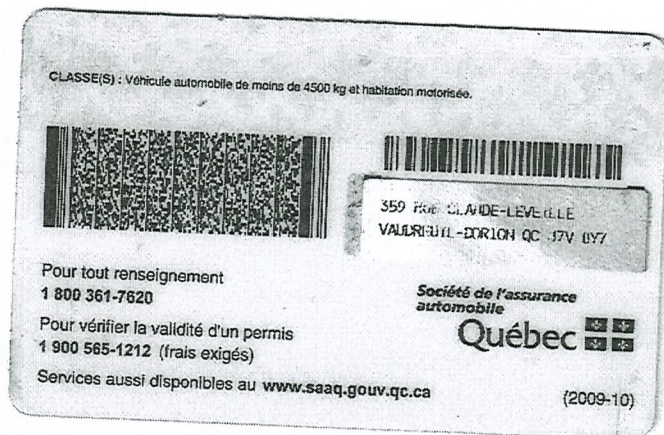 CLASSE(S) : Véhicule automobile de moins de 4500 kg et habitation motorisée.
359 RUE CLAUDE-LEVEILLE
VAUDREUIL-DORION QC J7V 0Y7
Pour tout renseignement
1 800 361-7620
Pour vérifier la validité d'un permis
1 900 565-1212 (frais exigés)
Services aussi disponibles au www.saaq.gouv.qc.ca
Société de l'assurance
automobile
Québec
(2009-10)